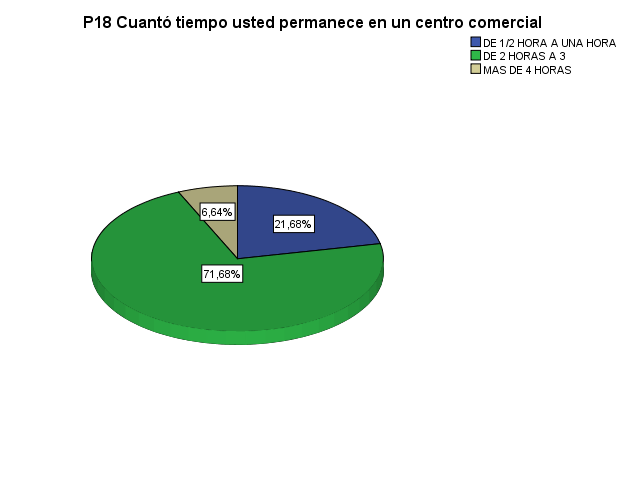 P18 Cuantó tiempo usted permanece en un centro comercial
DE 1/2 HORA A UNA HORA
DE 2 HORAS A 3
MAS DE 4 HORAS
6,64%
21,68%
71,68%